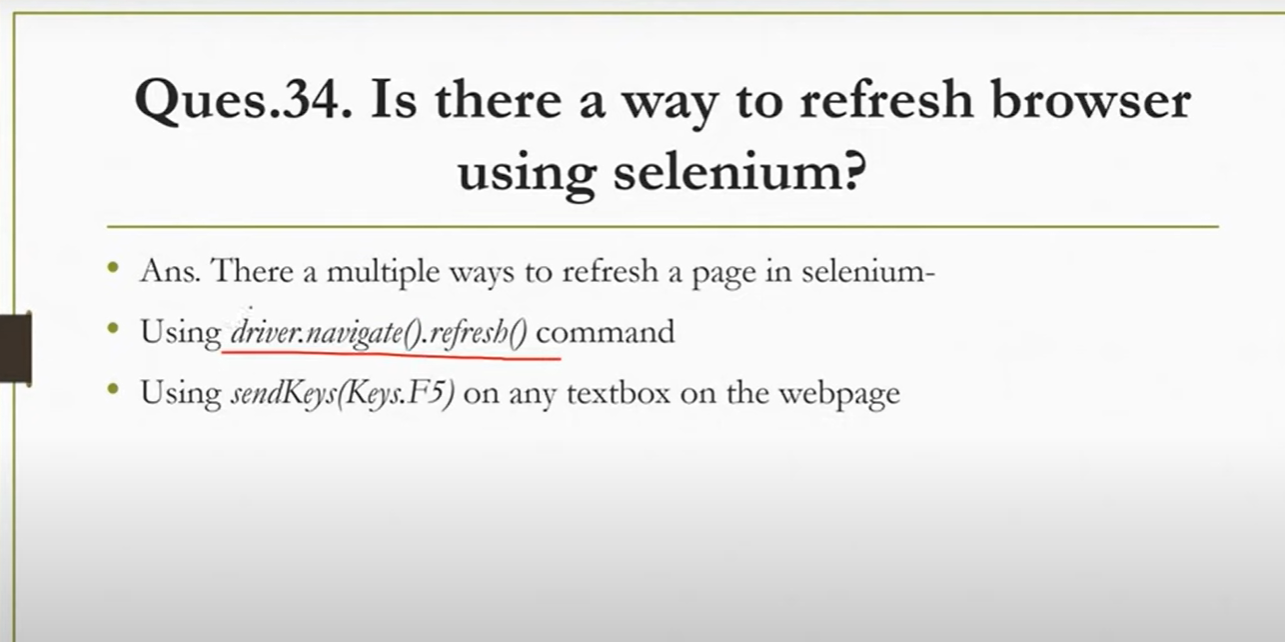 Ques.34. Is there a way to refresh browser
using selenium?
• Ans. There a multiple ways to refresh a page in selenium-
• Using driver.navigate().refresh() command
• Using sendKeys(Keys.F5) on any textbox on the webpage